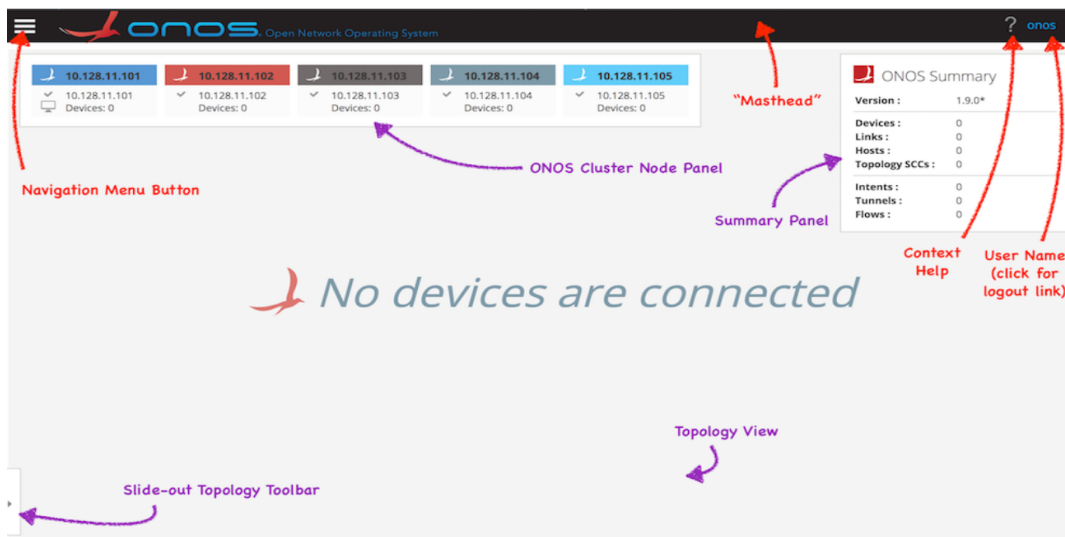 onos. Open Network Operating System
? onos
10.128.11.101
10.128.11.101
Devices: 0
10.128.11.102
10.128.11.102
Devices: 0
10.128.11.103
10.128.11.103
Devices: 0
10.128.11.104
10.128.11.104
Devices: 0
10.128.11.105
10.128.11.105
Devices: 0
"Masthead"
ONOS Summary
Version : 1.9.0*
Devices : 0
Links : 0
Hosts : 0
Topology SCCs : 0
Intents : 0
Tunnels : 0
Flows : 0
ONOS Cluster Node Panel
Navigation Menu Button
Summary Panel
Context
Help
User Name
(click for
logout link)
No devices are connected
Topology View
Slide-out Topology Toolbar